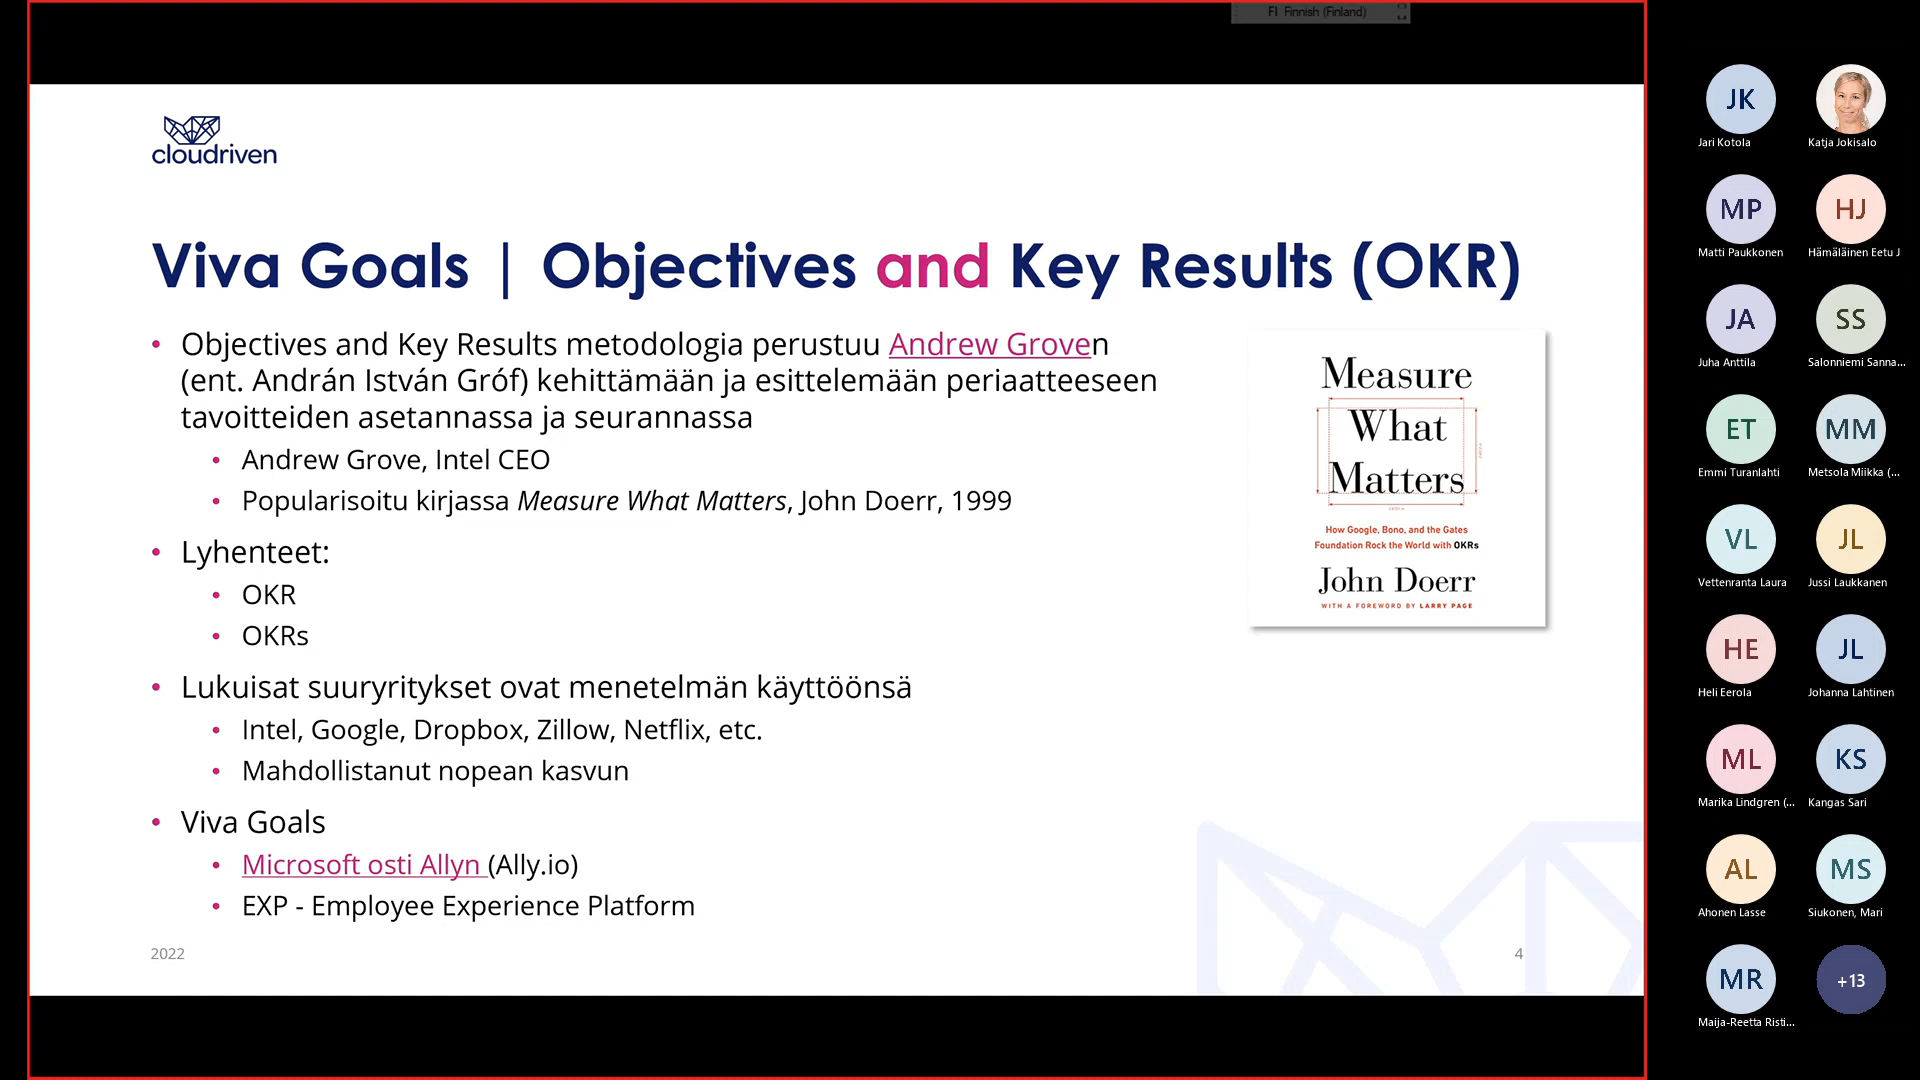 FI Finnish (Finland)
cloudriven
Viva Goals | Objectives and Key Results (OKR)
• Objectives and Key Results metodologia perustuu Andrew Groven
(ent. Andrán István Gróf) kehittämään ja esittelemään periaatteeseen
tavoitteiden asetannassa ja seurannassa
• Andrew Grove, Intel CEO
• Popularisoitu kirjassa Measure What Matters, John Doerr, 1999
• Lyhenteet:
• OKR
• OKRs
• Lukuisat suuryritykset ovat menetelmän käyttöönsä
• Intel, Google, Dropbox, Zillow, Netflix, etc.
• Mahdollistanut nopean kasvun
• Viva Goals
• Microsoft osti Allyn (Ally.io)
• EXP - Employee Experience Platform
Measure
What
Matters
How Google, Bono, and the Gates
Foundation Rock the World with OKRs
John Doerr
WITH A FOREWORD BY LARRY PAGE
2022
4
JK
Jari Kotola
Katja Jokisalo
MP
Matti Paukkonen
HJ
Hämäläinen Eetu J
JA
Juha Anttila
SS
Salonniemi Sanna...
ET
Emmi Turanlahti
MM
Metsola Miikka (...
VL
Vettenranta Laura
JL
Jussi Laukkanen
HE
Heli Eerola
JL
Johanna Lahtinen
ML
Marika Lindgren (...
KS
Kangas Sari
AL
Ahonen Lasse
MS
Siukonen, Mari
MR
Maija-Reetta Risti...
+13